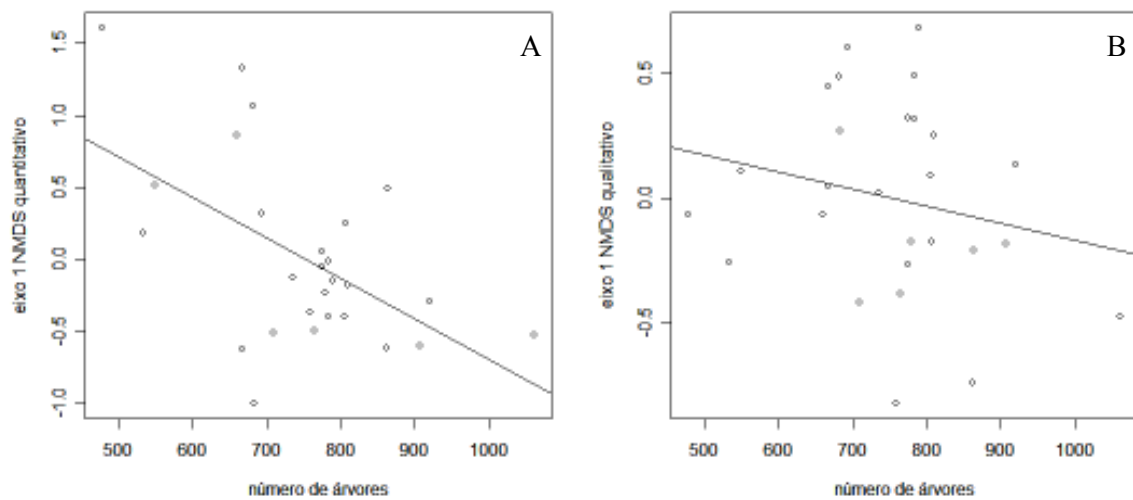 A
eixo 1 NMDS quantitativo
1.5
1.0
0.5
0.0
-0.5
-1.0
500 600 700 800 900 1000
número de árvores
B
eixo 1 NMDS qualitativo
0.5
0.0
-0.5
500 600 700 800 900 1000
número de árvores